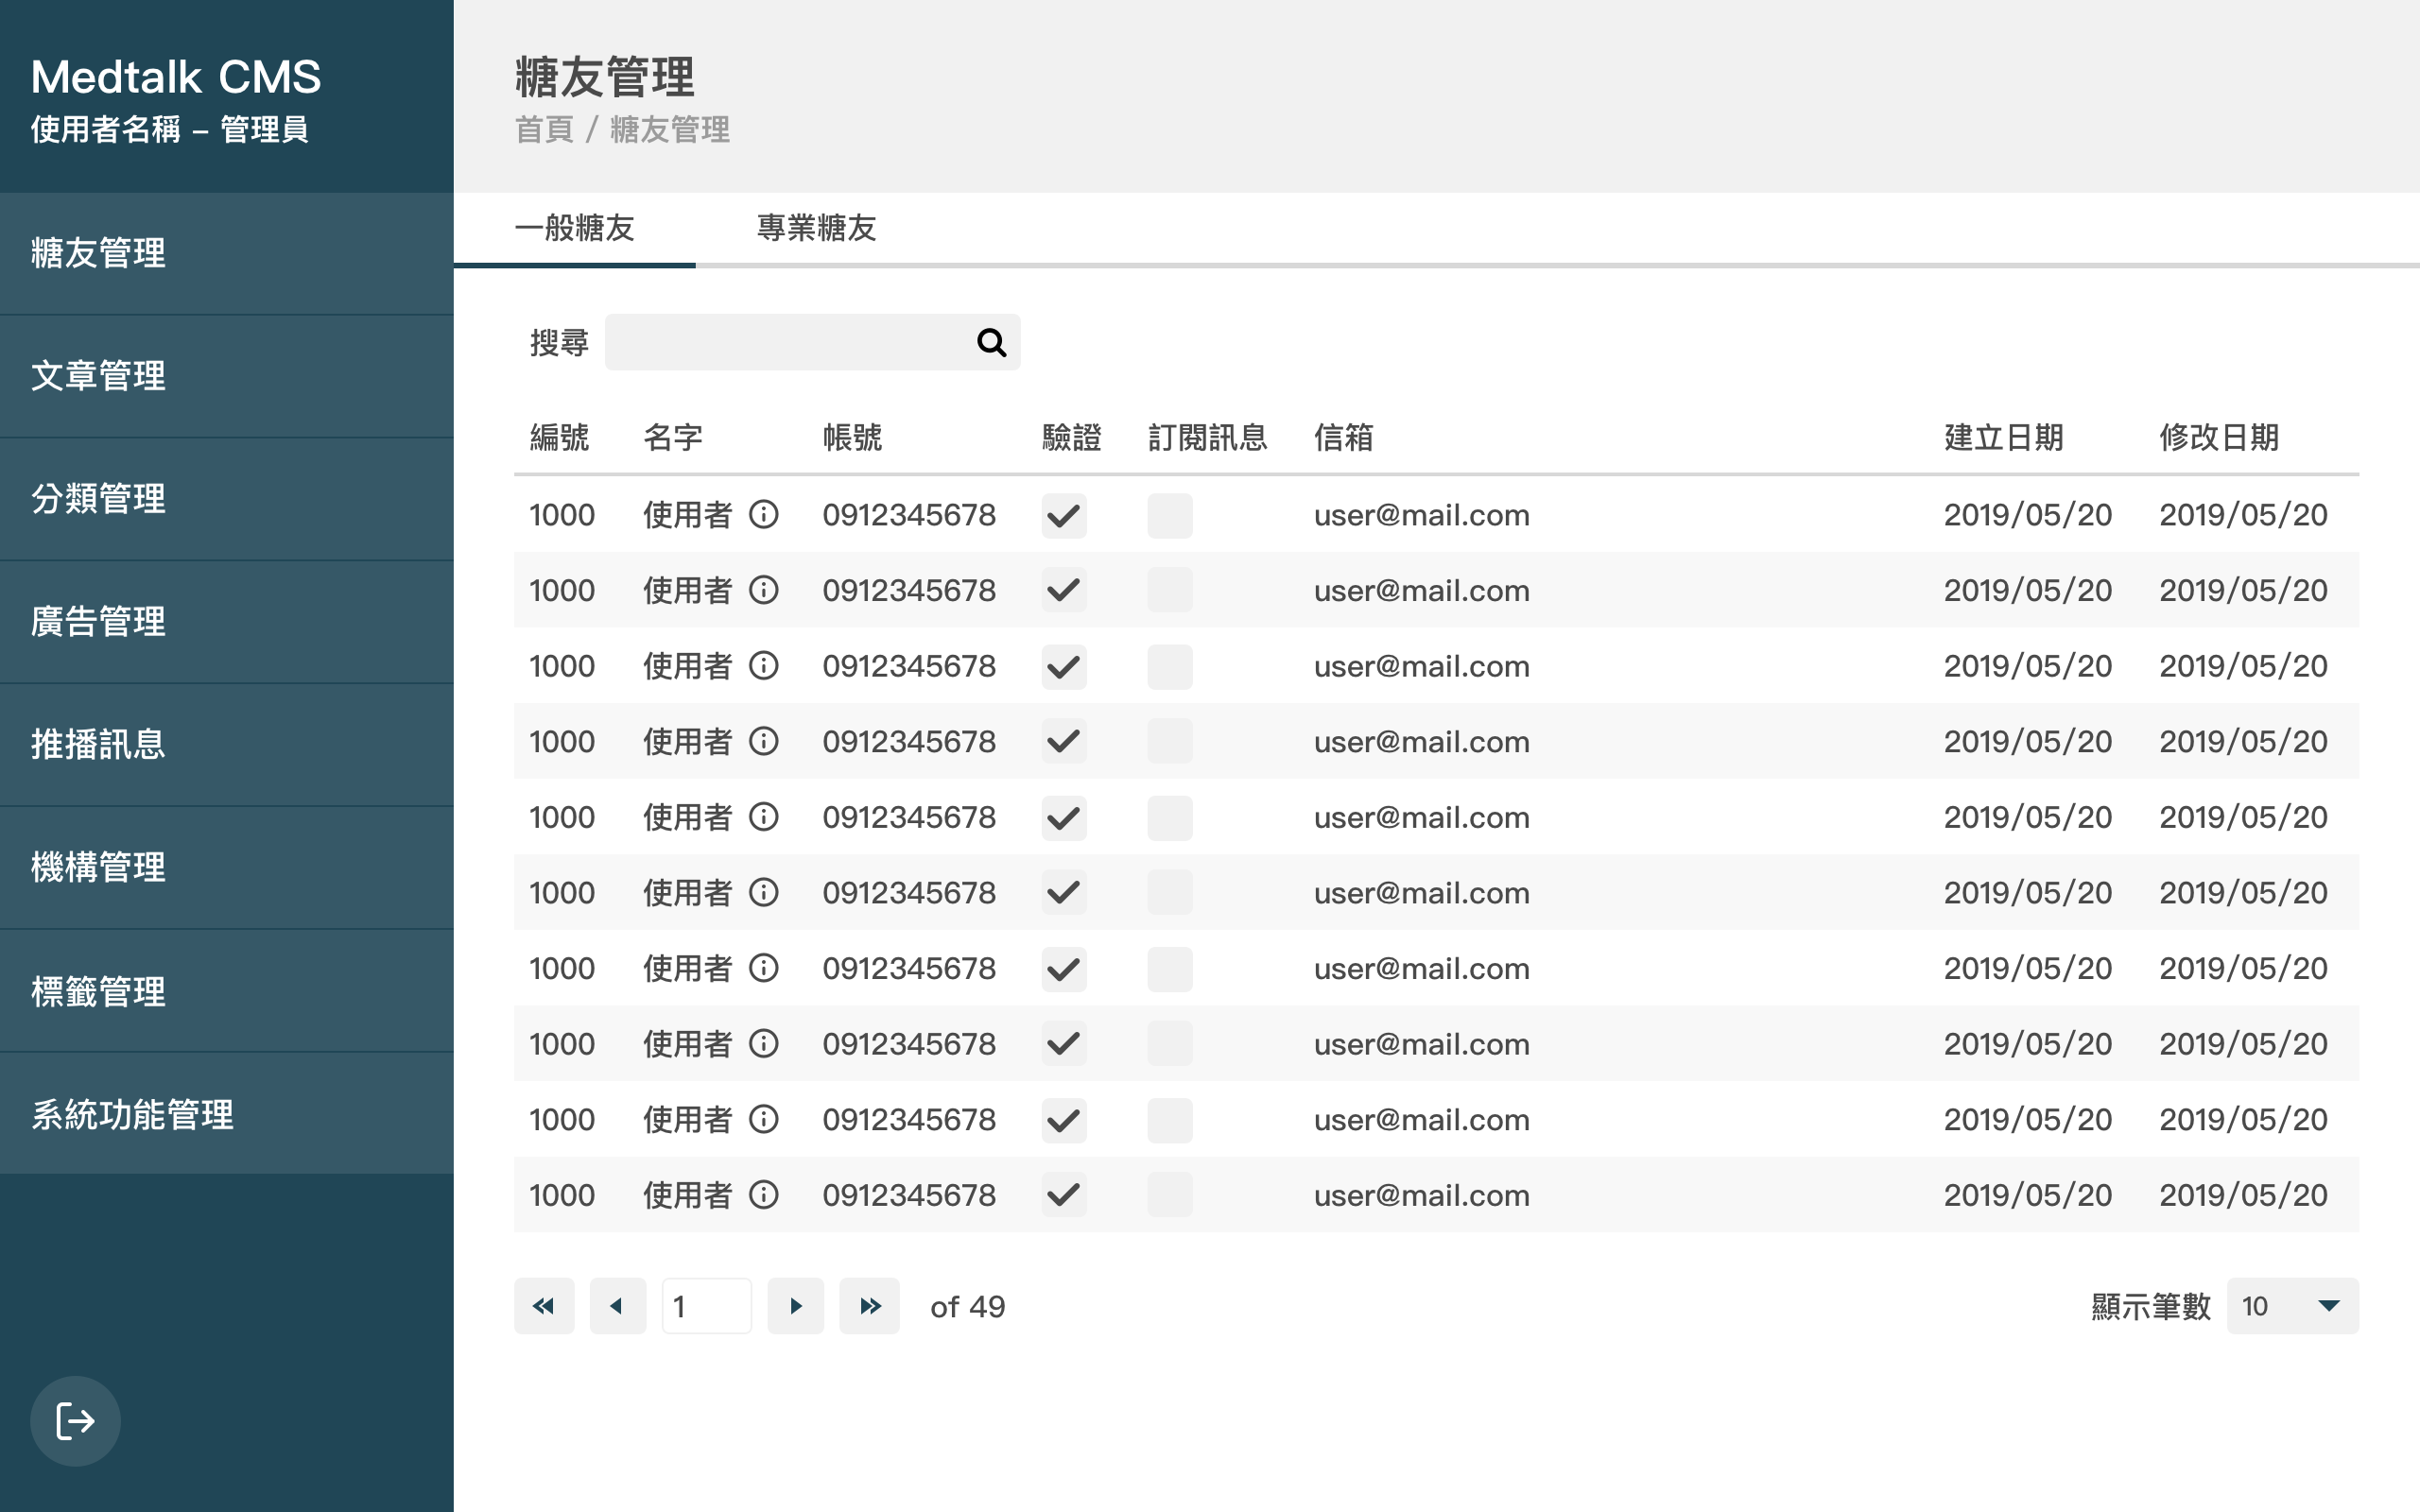 Medtalk CMS
使用者名稱 – 管理員
糖友管理
文章管理
分類管理
廣告管理
推播訊息
機構管理
標籤管理
系統功能管理
糖友管理
首頁 / 糖友管理
一般糖友 專業糖友
搜尋
編號 名字 帳號 驗證 訂閱訊息 信箱 建立日期 修改日期
1000 使用者 0912345678 user@mail.com 2019/05/20 2019/05/20
1000 使用者 0912345678 user@mail.com 2019/05/20 2019/05/20
1000 使用者 0912345678 user@mail.com 2019/05/20 2019/05/20
1000 使用者 0912345678 user@mail.com 2019/05/20 2019/05/20
1000 使用者 0912345678 user@mail.com 2019/05/20 2019/05/20
1000 使用者 0912345678 user@mail.com 2019/05/20 2019/05/20
1000 使用者 0912345678 user@mail.com 2019/05/20 2019/05/20
1000 使用者 0912345678 user@mail.com 2019/05/20 2019/05/20
1000 使用者 0912345678 user@mail.com 2019/05/20 2019/05/20
1000 使用者 0912345678 user@mail.com 2019/05/20 2019/05/20
1 of 49 顯示筆數 10